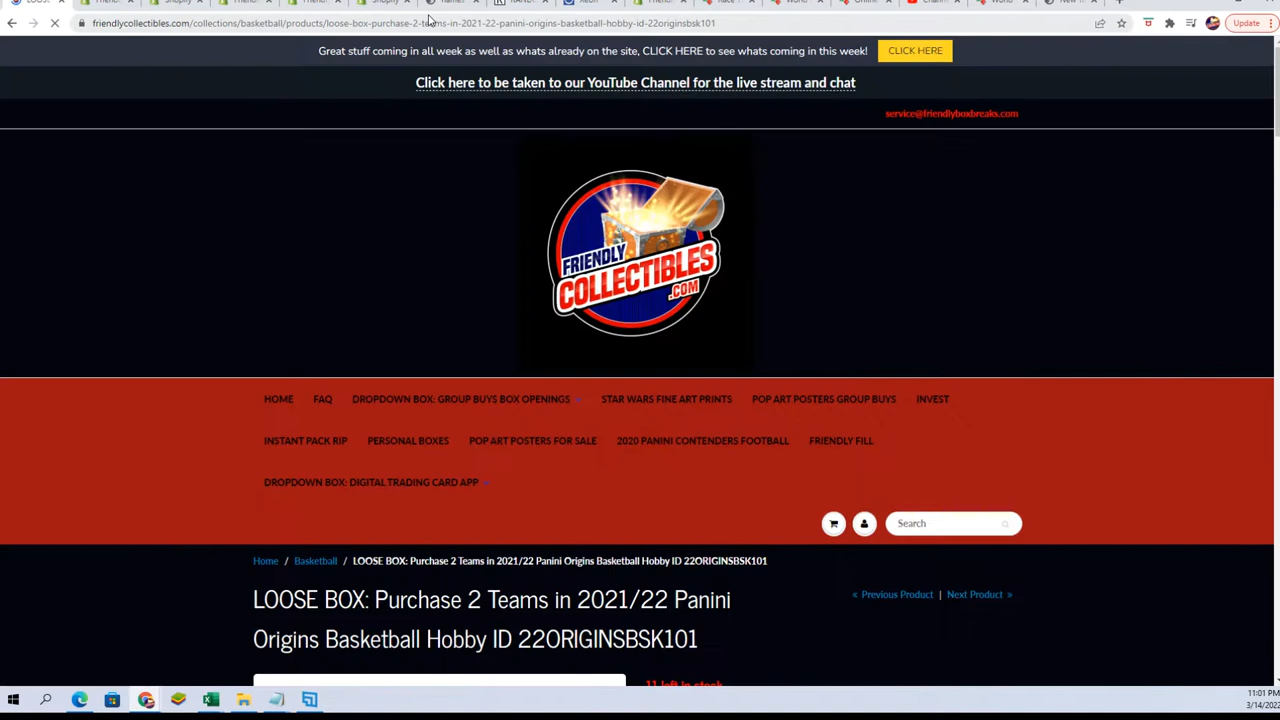 friendlycollectibles.com/collections/basketball/products/loose-box-purchase-2-teams-in-2021-22-panini-origins-basketball-hobby-id-22originsbsk101
Update
Great stuff coming in all week as well as whats already on the site, CLICK HERE to see whats coming in this week!
CLICK HERE
Click here to be taken to our YouTube Channel for the live stream and chat
service@friendlyboxbreaks.com
FRIENDLY
COLLECTIBLES
.COM
HOME
FAQ
DROPDOWN BOX: GROUP BUYS BOX OPENINGS
STAR WARS FINE ART PRINTS
POP ART POSTERS GROUP BUYS
INVEST
INSTANT PACK RIP
PERSONAL BOXES
POP ART POSTERS FOR SALE
2020 PANINI CONTENDERS FOOTBALL
FRIENDLY FILL
DROPDOWN BOX: DIGITAL TRADING CARD APP
Search
Home / Basketball / LOOSE BOX: Purchase 2 Teams in 2021/22 Panini Origins Basketball Hobby ID 22ORIGINSBSK101
LOOSE BOX: Purchase 2 Teams in 2021/22 Panini
Origins Basketball Hobby ID 22ORIGINSBSK101
< Previous Product | Next Product >
11 left in stock
11:01 PM